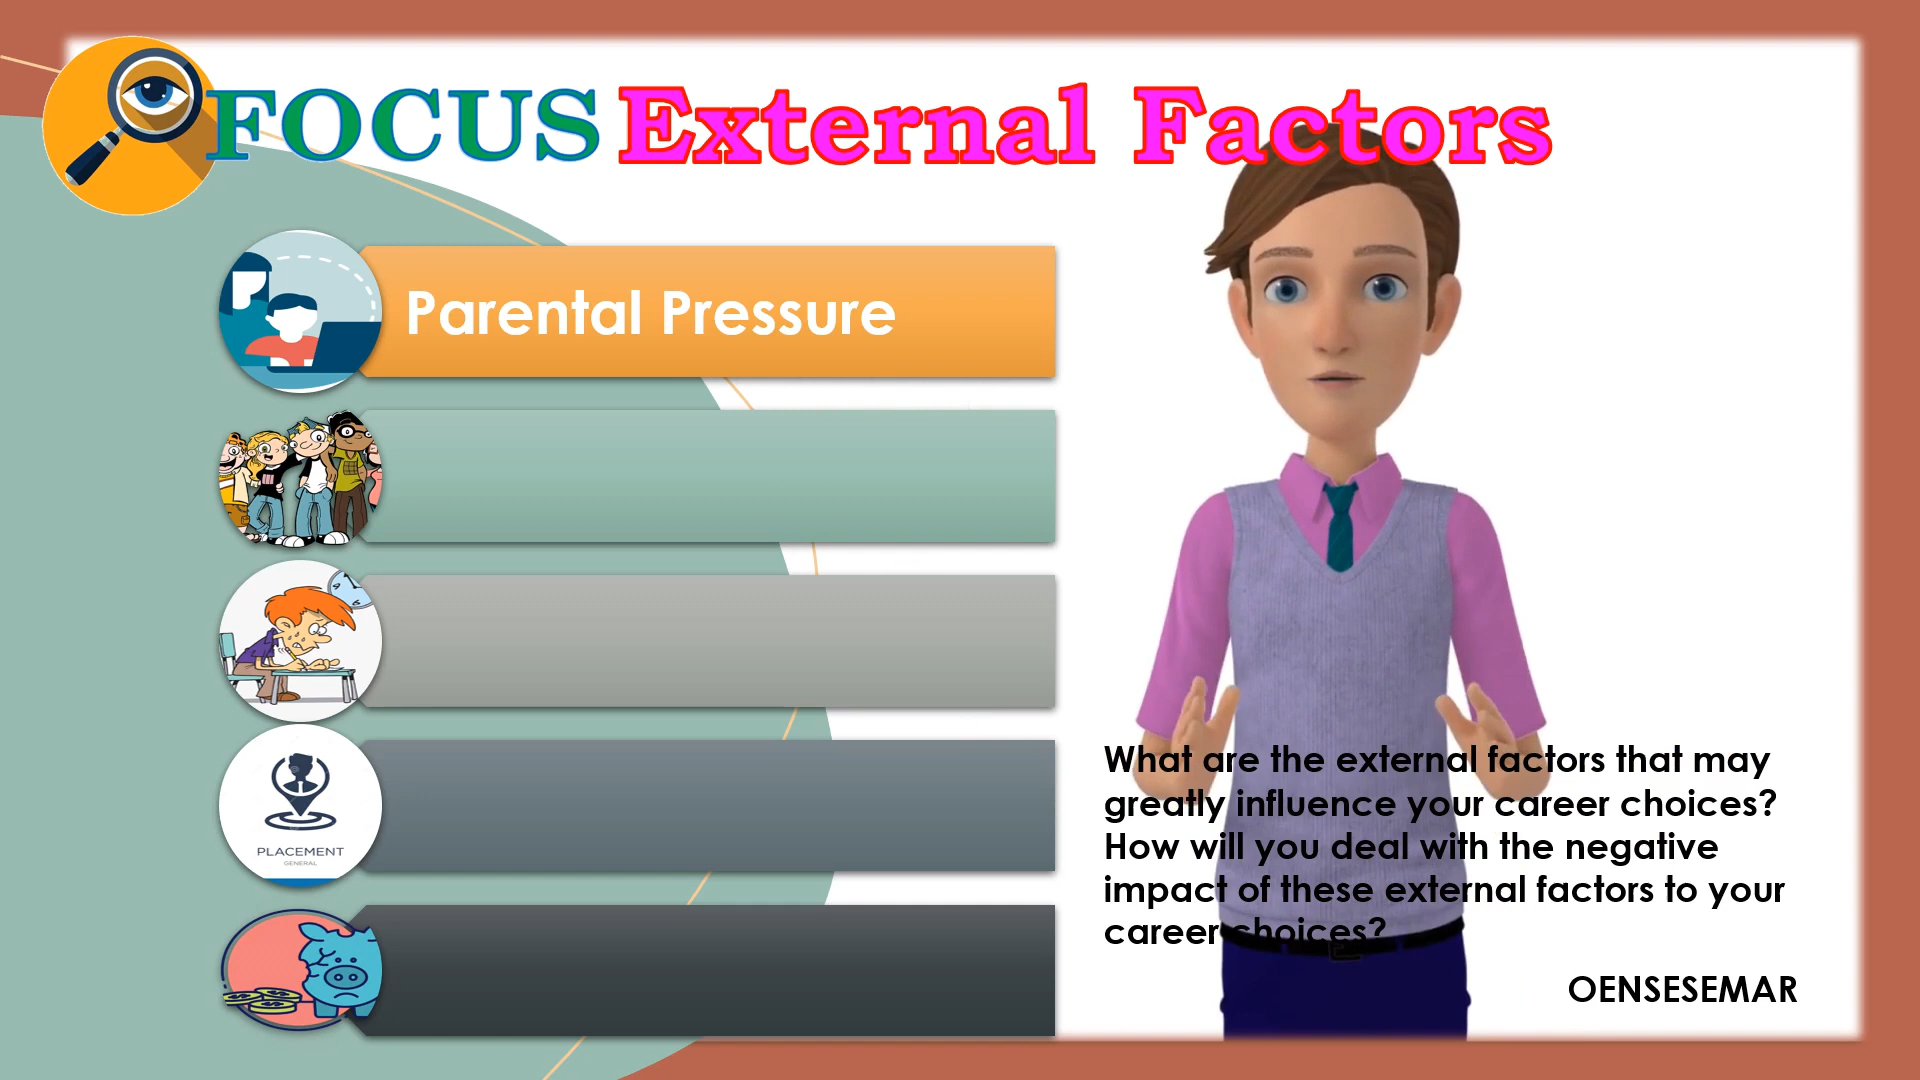 FOCUS External Factors
Parental Pressure
PLACEMENT
GENERAL
What are the external factors that may
greatly influence your career choices?
How will you deal with the negative
impact of these external factors to your
career choices?
OENSESEMAR